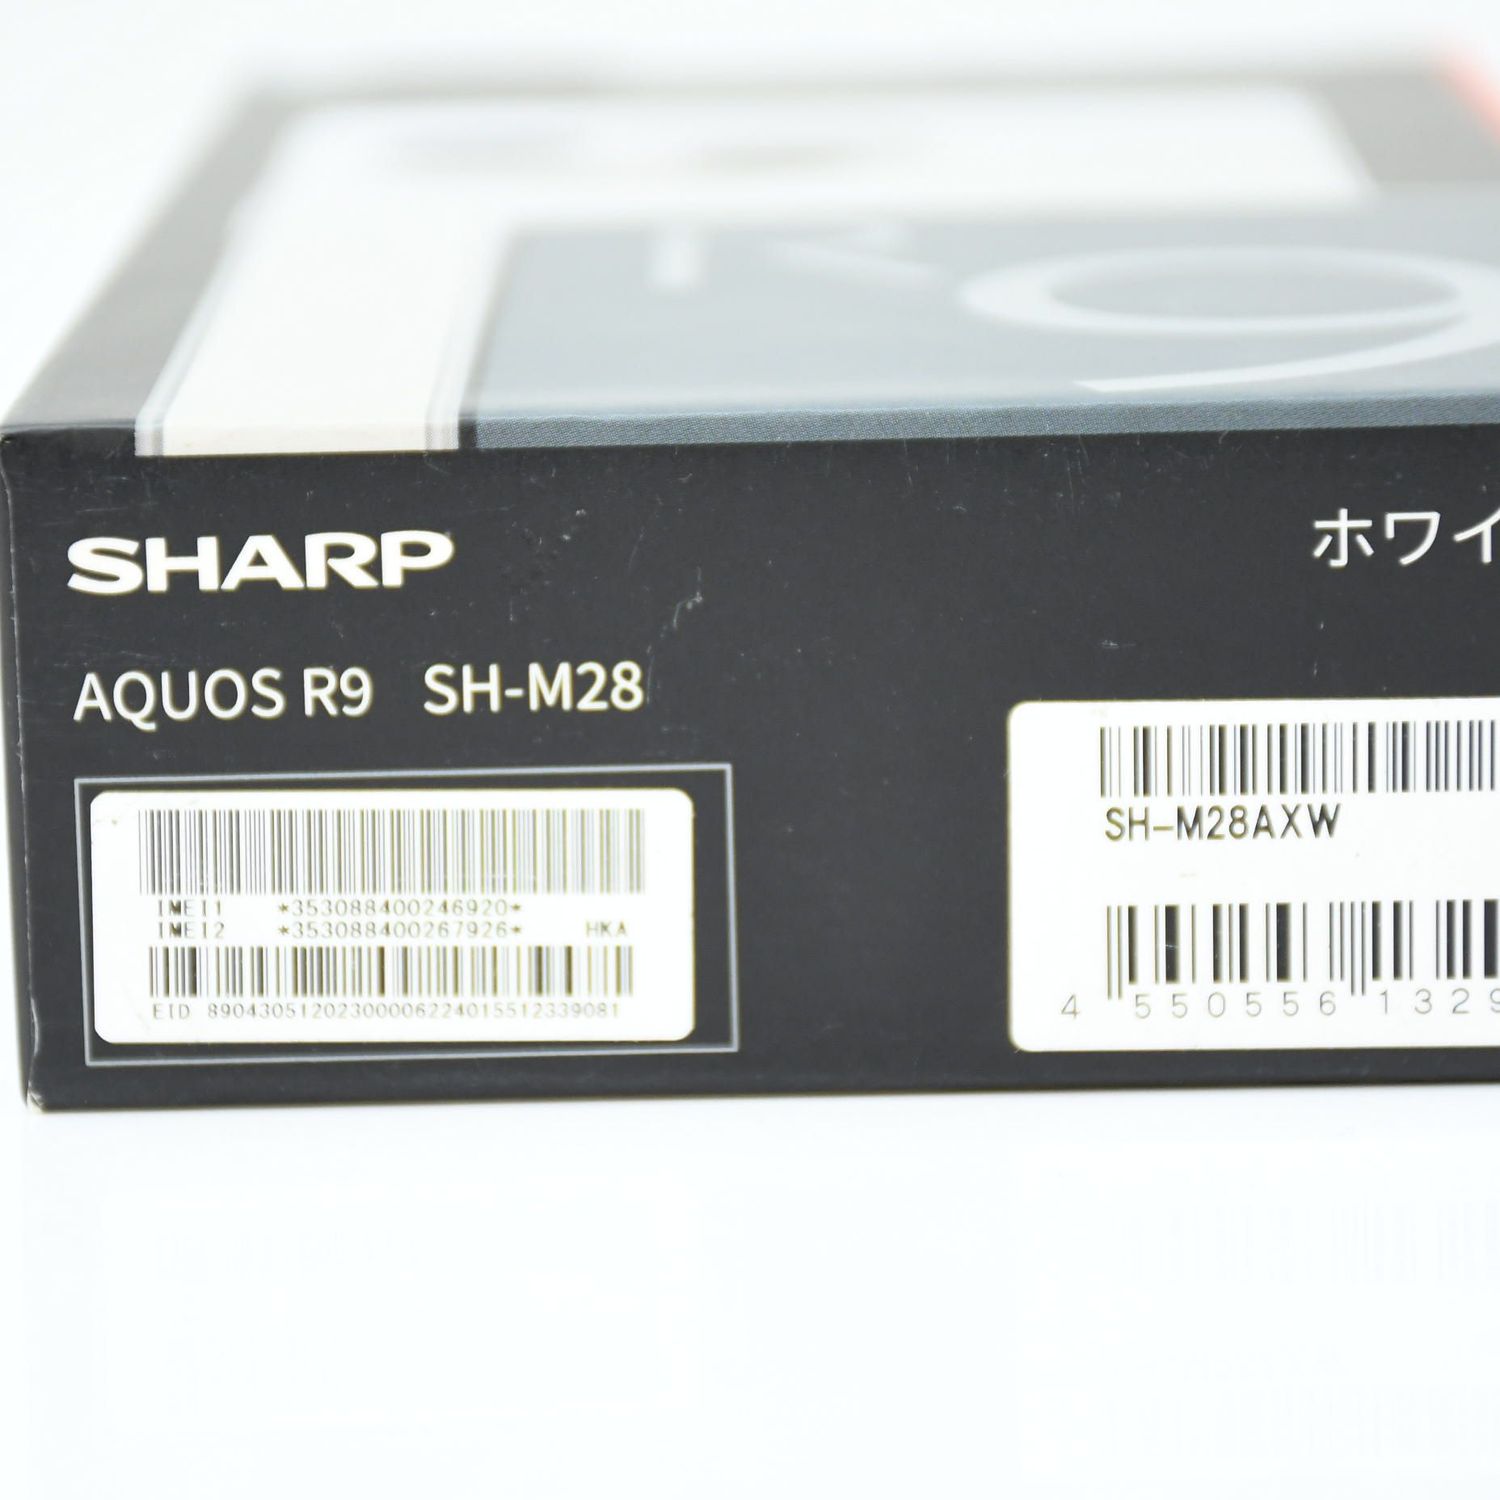 R9
SHARP
ホワイ
AQUOS R9 SH-M28
SH-M28AXW
IMEI1 *353088400246920*
IMEI2 *353088400267926* HKA
EID 89043051202300006224015512339081
4 550556 1329